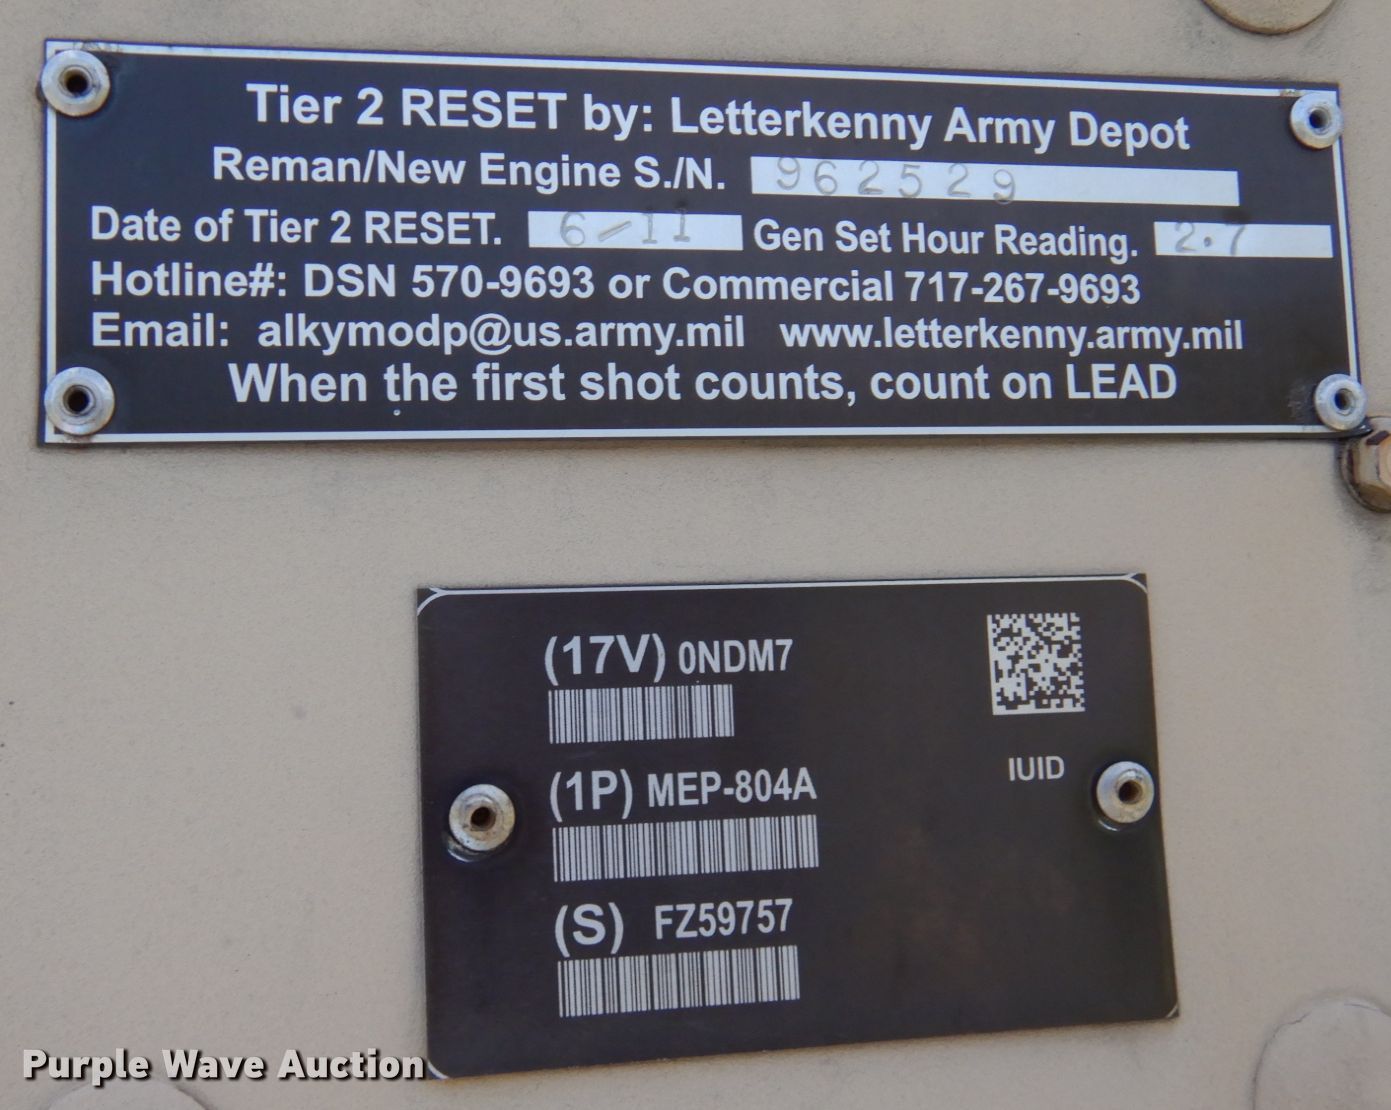 Tier 2 RESET by: Letterkenny Army Depot
Reman/New Engine S./N. 962529
Date of Tier 2 RESET. 6-11 Gen Set Hour Reading. 2.7
Hotline#: DSN 570-9693 or Commercial 717-267-9693
Email: alkymodp@us.army.mil www.letterkenny.army.mil
When the first shot counts, count on LEAD
(17V) 0NDM7
IUID
(1P) MEP-804A
(S) FZ59757
Purple Wave Auction